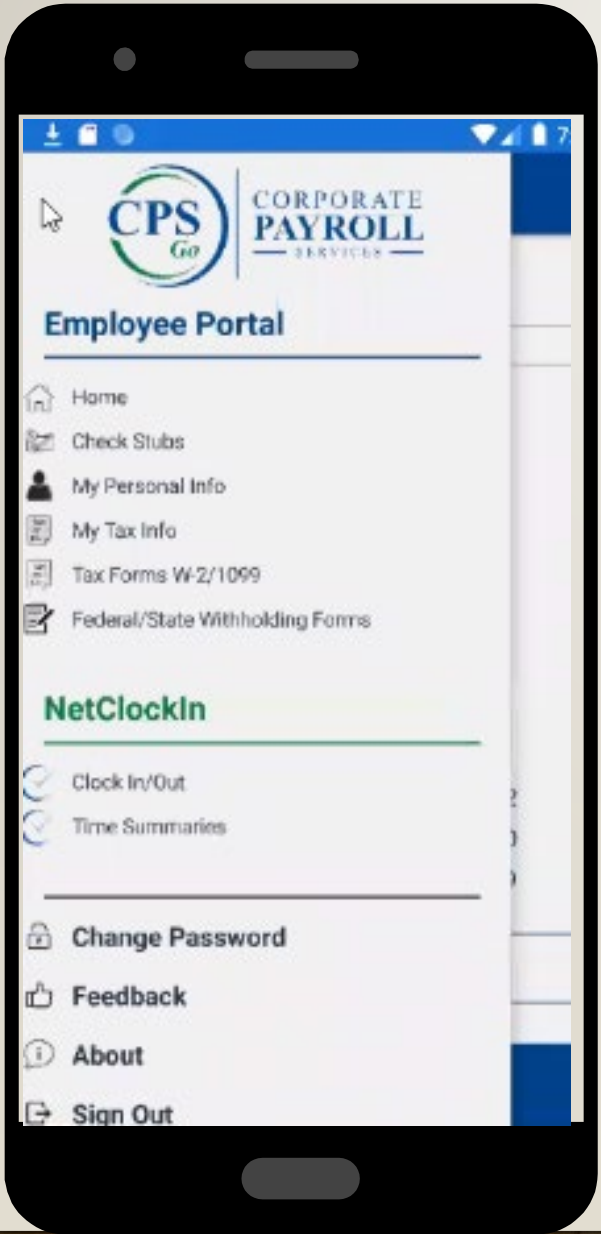 7:
CPS
Go
CORPORATE
PAYROLL
SERVICES
Employee Portal
Home
Check Stubs
My Personal Info
My Tax Info
Tax Forms W-2/1099
Federal/State Withholding Forms
NetClockIn
Clock In/Out
Time Summaries
Change Password
Feedback
About
Sign Out